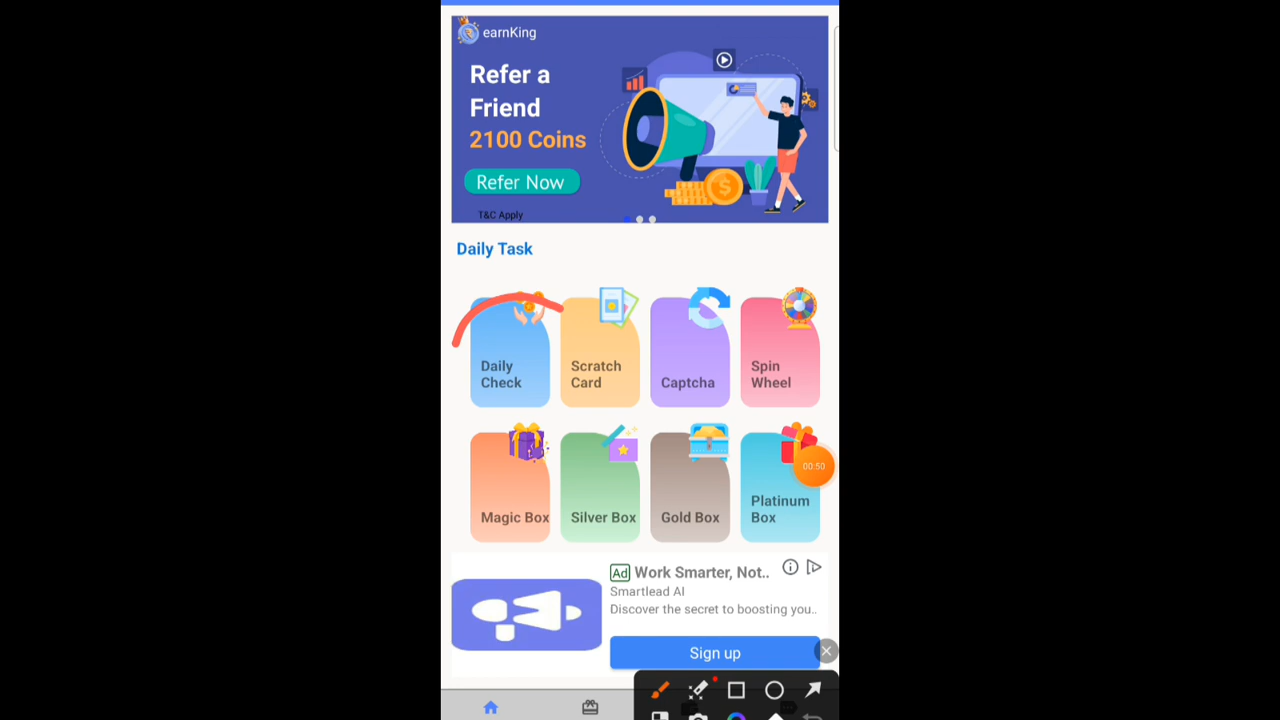 earnKing
Refer a
Friend
2100 Coins
Refer Now
T&C Apply
Daily Task
Daily
Check
Scratch
Card
Captcha
Spin
Wheel
Magic Box
Silver Box
Gold Box
Platinum
Box
00:50
Ad Work Smarter, Not..
Smartlead AI
Discover the secret to boosting you..
Sign up